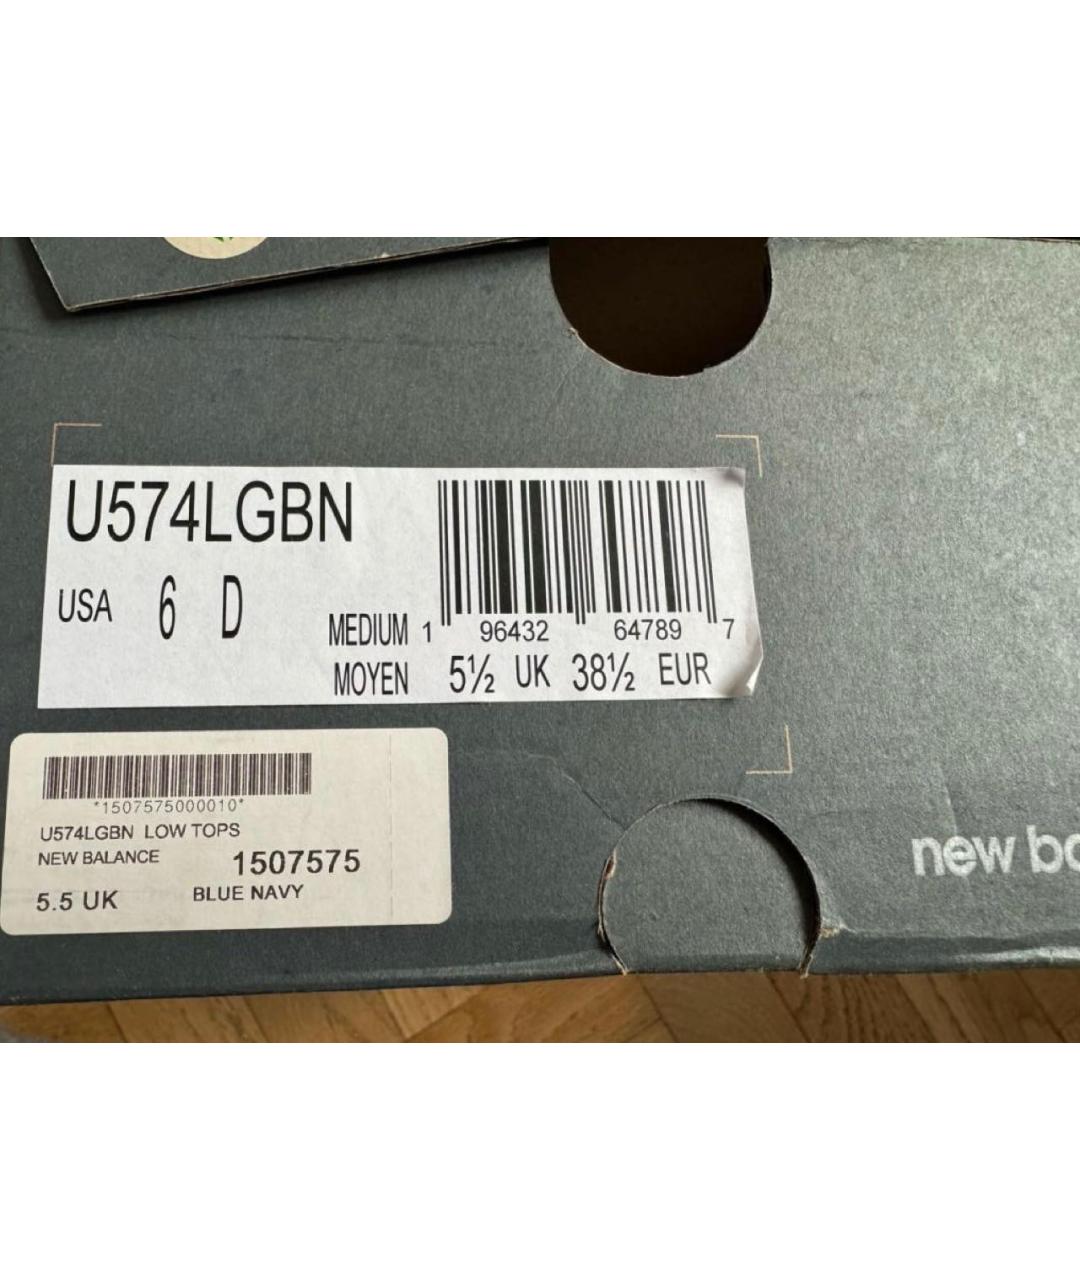 U574LGBN
USA 6 D
MEDIUM 1 96432 64789 7
MOYEN 5½ UK 38½ EUR
*1507575000010*
U574LGBN LOW TOPS
NEW BALANCE 1507575
5.5 UK BLUE NAVY
new ba